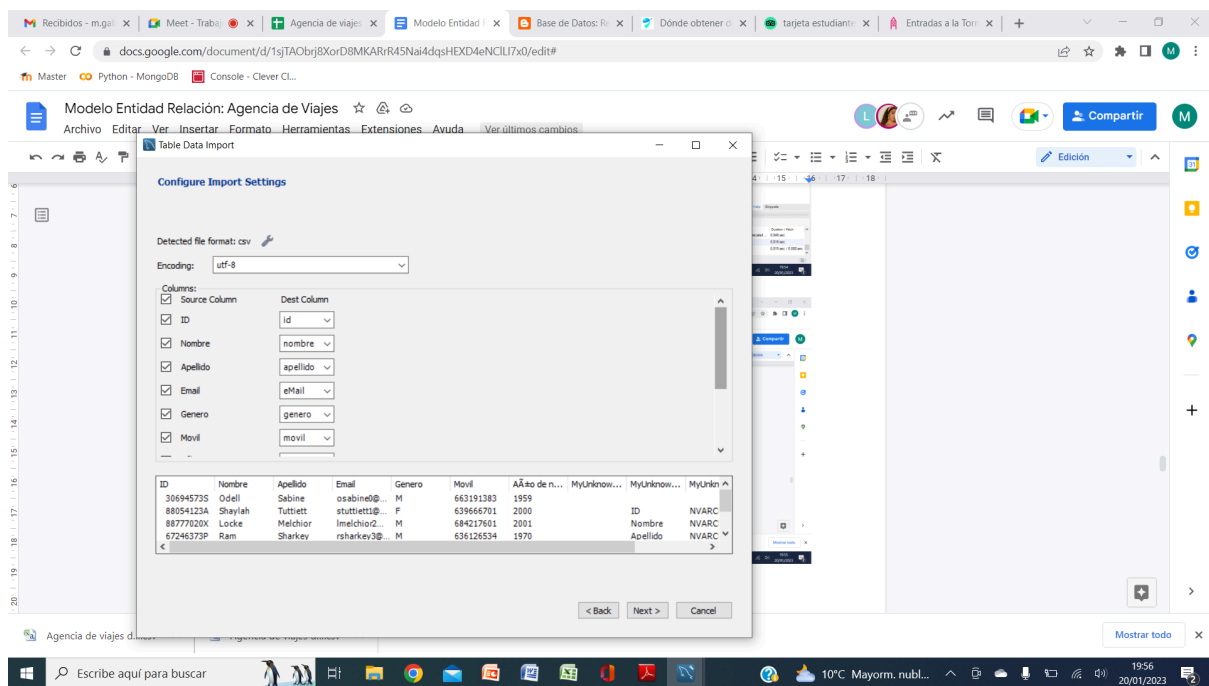 Recibidos - m.gal
Meet - Traba
Agencia de viajes
Modelo Entidad
Base de Datos: Re
Dónde obtener
tarjeta estudiante
Entradas a la Torr
docs.google.com/document/d/1sjTAObrj8XorD8MKARrR45Nai4dqsHEXD4eNClLI7x0/edit#
Master
Python - MongoDB
Console - Clever Cl...
Modelo Entidad Relación: Agencia de Viajes
Archivo Editar Ver Insertar Formato Herramientas Extensiones Ayuda Ver últimos cambios
Compartir
M
Edición
Table Data Import
Configure Import Settings
Detected file format: csv
Encoding: utf-8
Columns:
Source Column Dest Column
ID id
Nombre nombre
Apellido apellido
Email eMail
Genero genero
Movil movil
ID Nombre Apellido Email Genero Movil AÃ±o de n... MyUnknow... MyUnknow... MyUnkn
30694573S Odell Sabine osabine0@... M 663191383 1959
88054123A Shaylah Tuttiett stuttiett1@... F 639666701 2000 ID NVARC
88777020X Locke Melchior lmelchior2... M 684217601 2001 Nombre NVARC
67246373P Ram Sharkey rsharkey3@... M 636126534 1970 Apellido NVARC
< Back Next > Cancel
Agencia de viajes d....csv
Mostrar todo
Escribe aquí para buscar
10°C Mayorm. nubl...
19:56
20/01/2023